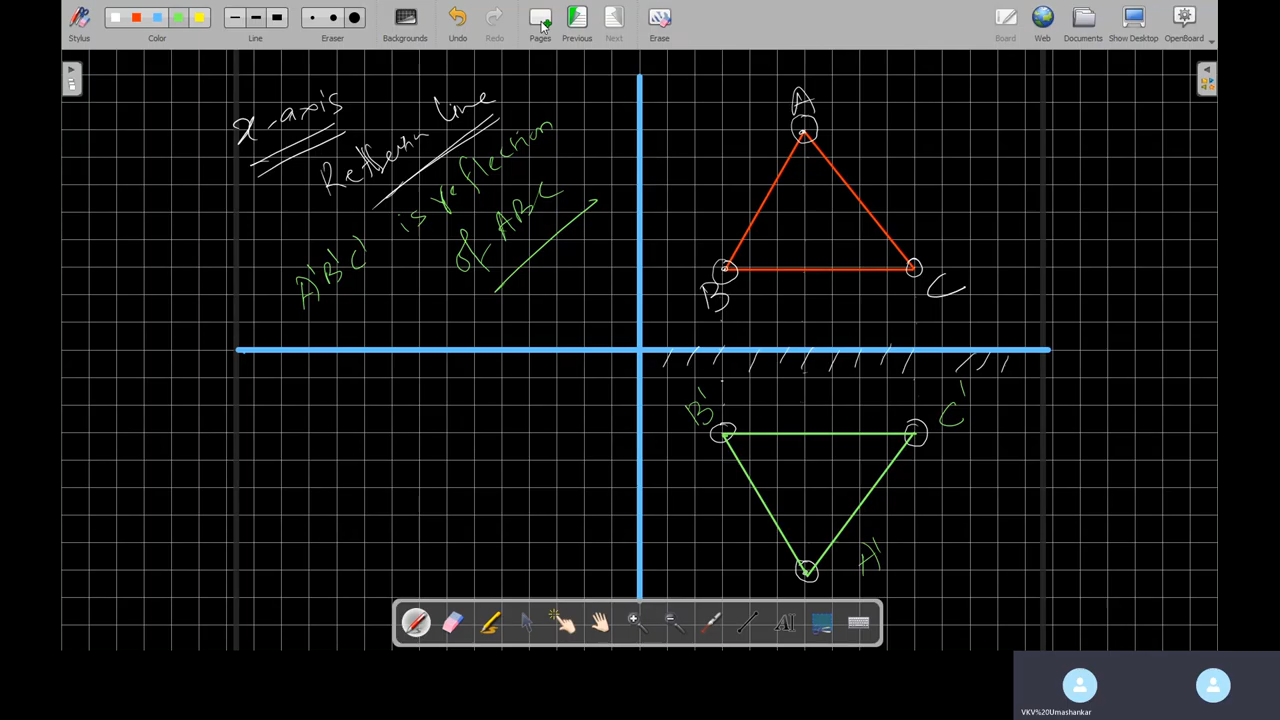 Stylus
Color
Line
Eraser
Backgrounds
Undo
Redo
Pages
Previous
Next
Erase
Board
Web
Documents
Show Desktop
OpenBoard
x-axis
Reflection Line
A'B'C' is reflection
of ABC
A
B
C
B'
C'
A'
AI
VKV%20Umashankar